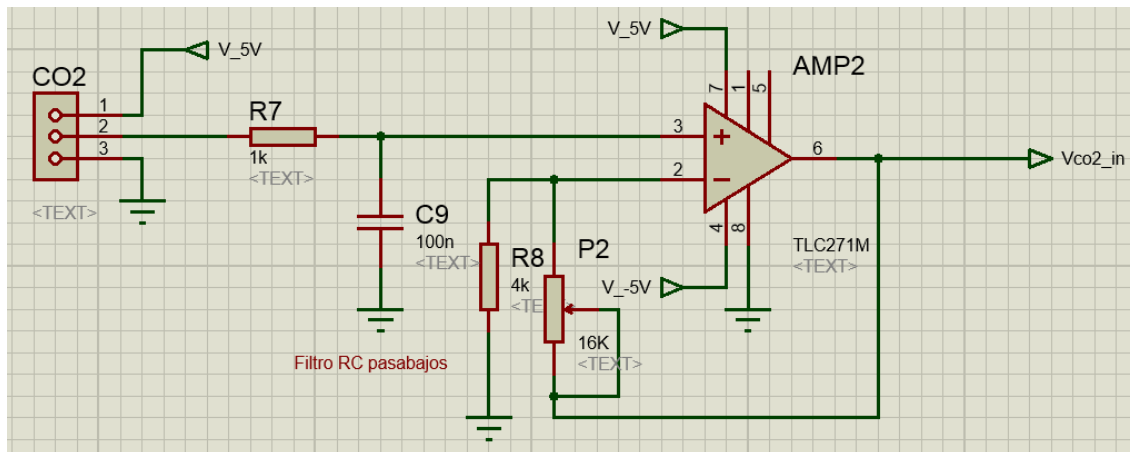 V_5V
V_5V
CO2
AMP2
1
2
3
R7
1k
<TEXT>
<TEXT>
7
1
5
3
2
6
4
8
Vco2_in
C9
100n
<TEXT>
R8
4k
<TEXT>
P2
16K
<TEXT>
TLC271M
<TEXT>
V_-5V
Filtro RC pasabajos